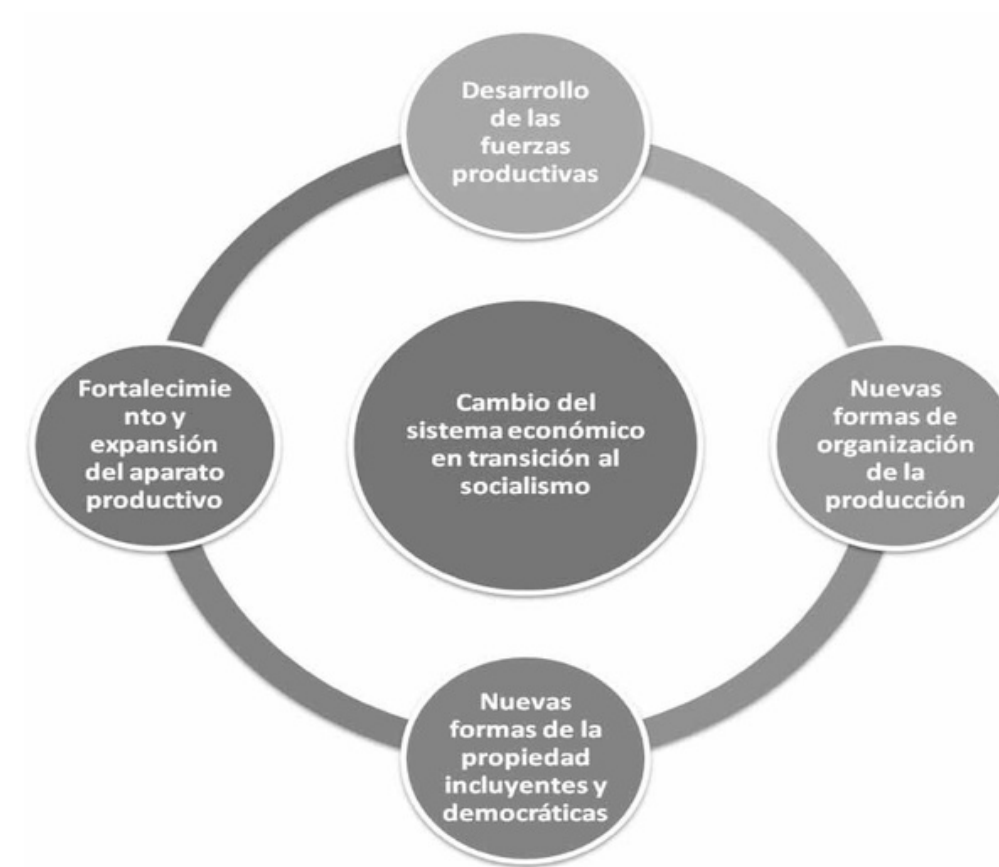 Desarrollo
de las
fuerzas
productivas
Fortalecimie
nto y
expansión
del aparato
productivo
Cambio del
sistema económico
en transición al
socialismo
Nuevas
formas de
organización
de la
producción
Nuevas
formas de la
propiedad
incluyentes y
democráticas